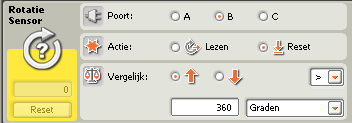 Rotatie
Sensor
0
Reset
Poort: A B C
Actie: Lezen Reset
Vergelijk: >
360 Graden